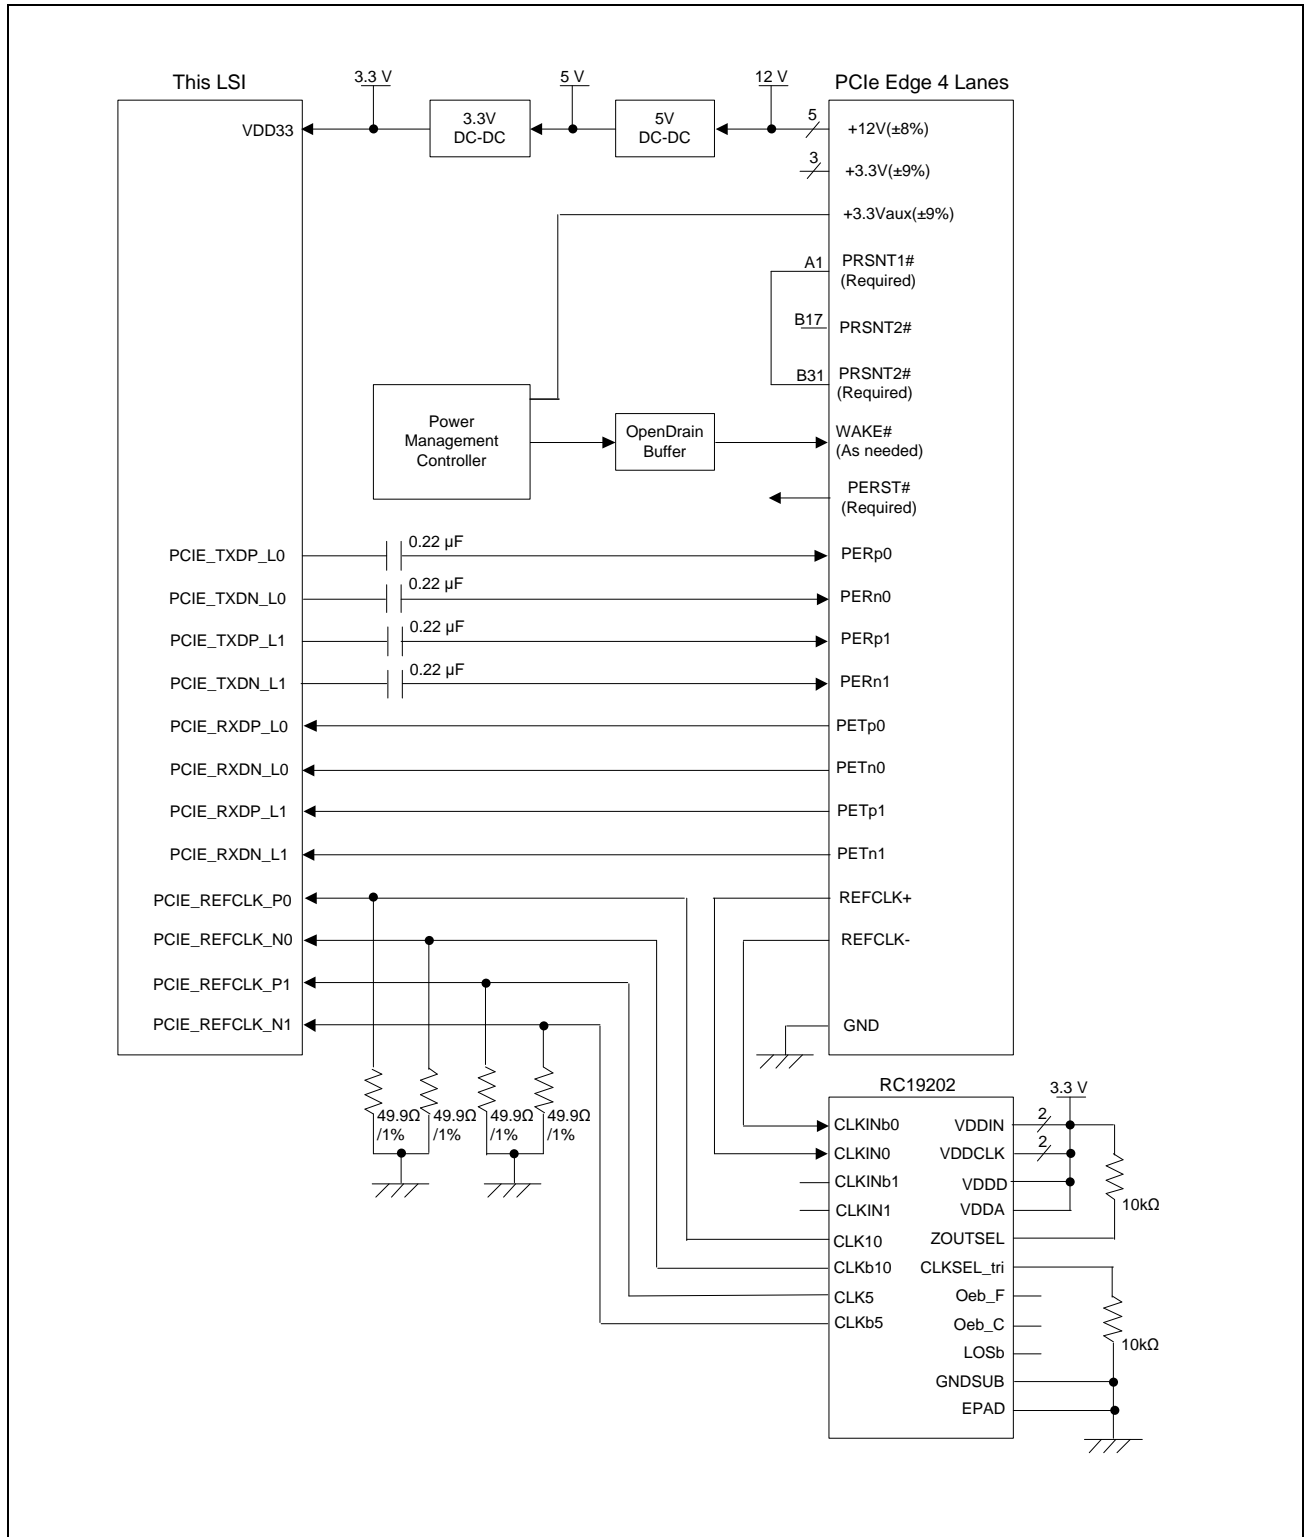 This LSI
3.3 V
5 V
12 V
PCIe Edge 4 Lanes
VDD33
3.3V
DC-DC
5V
DC-DC
5
+12V(±8%)
3
+3.3V(±9%)
+3.3Vaux(±9%)
A1
PRSNT1#
(Required)
B17
PRSNT2#
B31
PRSNT2#
(Required)
Power
Management
Controller
OpenDrain
Buffer
WAKE#
(As needed)
PERST#
(Required)
PCIE_TXDP_L0
0.22 µF
PERp0
PCIE_TXDN_L0
0.22 µF
PERn0
PCIE_TXDP_L1
0.22 µF
PERp1
PCIE_TXDN_L1
0.22 µF
PERn1
PCIE_RXDP_L0
PETp0
PCIE_RXDN_L0
PETn0
PCIE_RXDP_L1
PETp1
PCIE_RXDN_L1
PETn1
PCIE_REFCLK_P0
REFCLK+
PCIE_REFCLK_N0
REFCLK-
PCIE_REFCLK_P1
PCIE_REFCLK_N1
GND
49.9Ω
/1%
49.9Ω
/1%
49.9Ω
/1%
49.9Ω
/1%
RC19202
3.3 V
CLKINb0
VDDIN
2
CLKIN0
VDDCLK
2
CLKINb1
VDDD
CLKIN1
VDDA
10kΩ
CLK10
ZOUTSEL
CLKb10
CLKSEL_tri
CLK5
Oeb_F
CLKb5
Oeb_C
10kΩ
LOSb
GNDSUB
EPAD